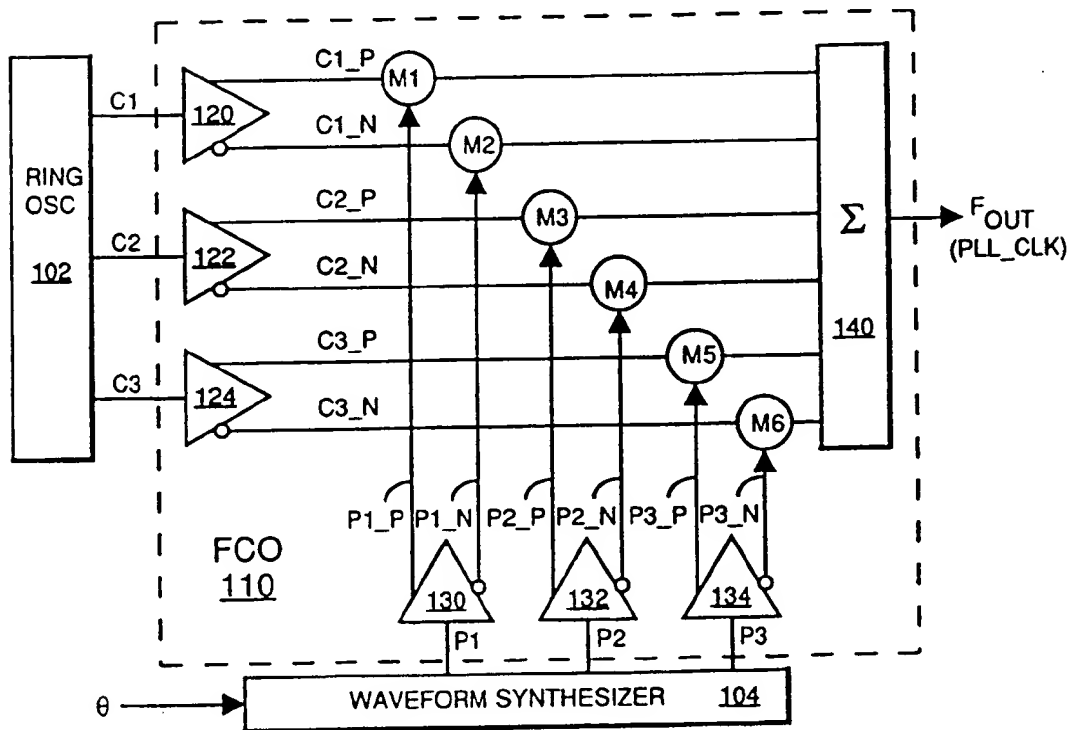 C1_P
M1
C1
120
C1_N
M2
RING
OSC
102
C2_P
M3
C2
122
C2_N
M4
Σ
F OUT
(PLL_CLK)
140
C3_P
M5
C3
124
C3_N
M6
P1_P P1_N P2_P P2_N P3_P P3_N
FCO
110
130 132 134
P1 P2 P3
θ
WAVEFORM SYNTHESIZER 104